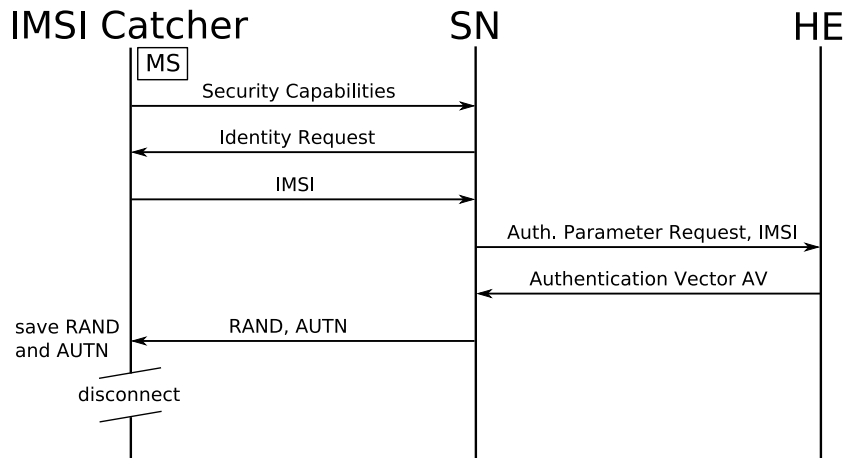 IMSI Catcher
SN
HE
MS
Security Capabilities
Identity Request
IMSI
Auth. Parameter Request, IMSI
Authentication Vector AV
RAND, AUTN
save RAND
and AUTN
disconnect